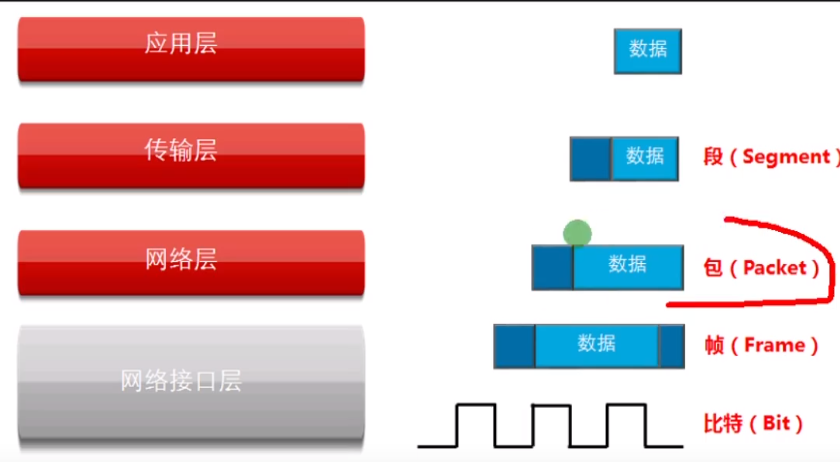 应用层
数据
传输层
数据
段（Segment）
网络层
数据
包（Packet）
网络接口层
数据
帧（Frame）
比特（Bit）